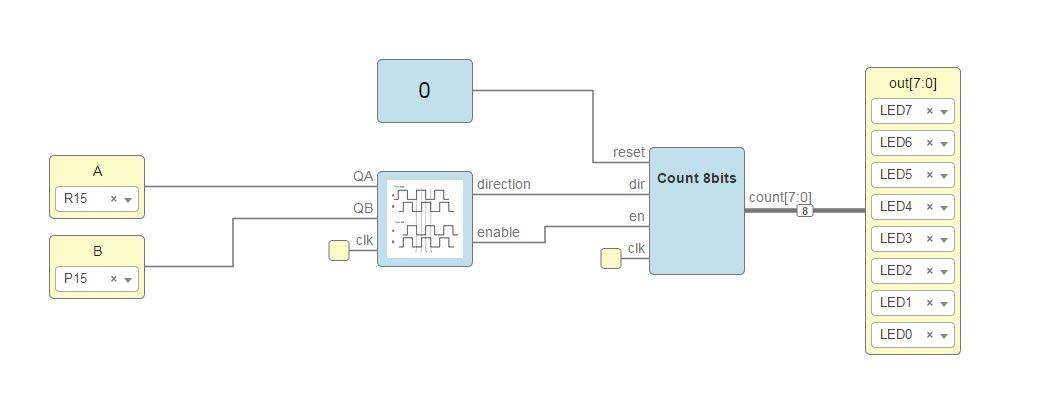 0
A
R15
B
P15
QA
QB
clk
direction
enable
reset
dir
en
clk
Count 8bits
count[7:0]
8
out[7:0]
LED7
LED6
LED5
LED4
LED3
LED2
LED1
LED0